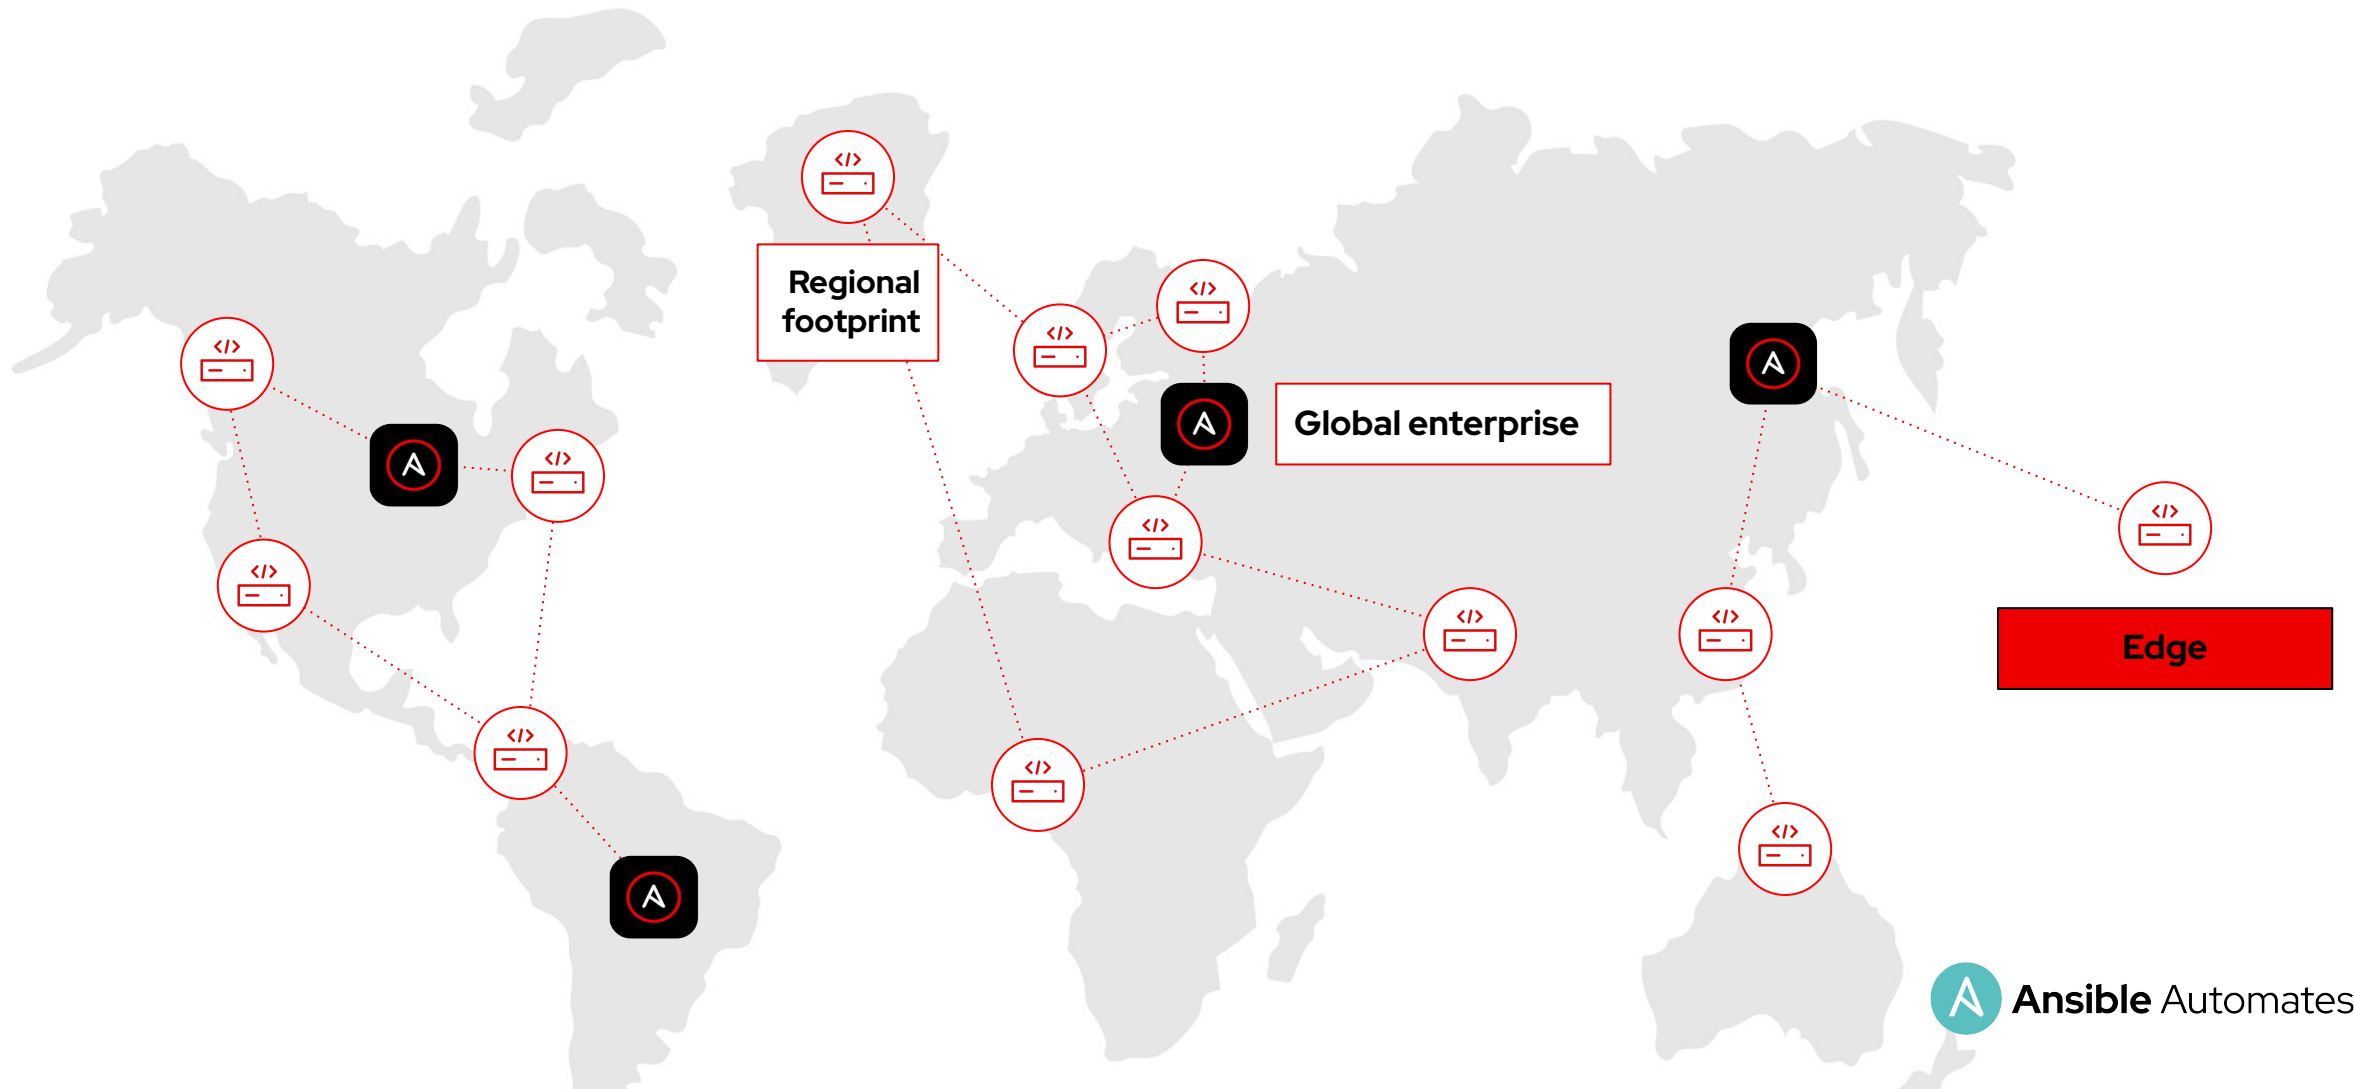 </>
Regional
footprint
</>
</>
</>
Global enterprise
</>
</>
</>
</>
</>
</>
Edge
</>
</>
</>
</>
Ansible Automates